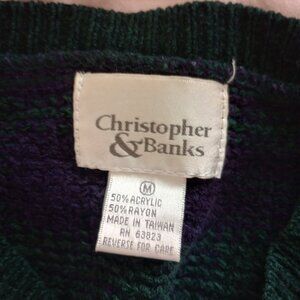 Christopher
& Banks
M
50% ACRYLIC
50% RAYON
MADE IN TAIWAN
RN 63823
REVERSE FOR CARE